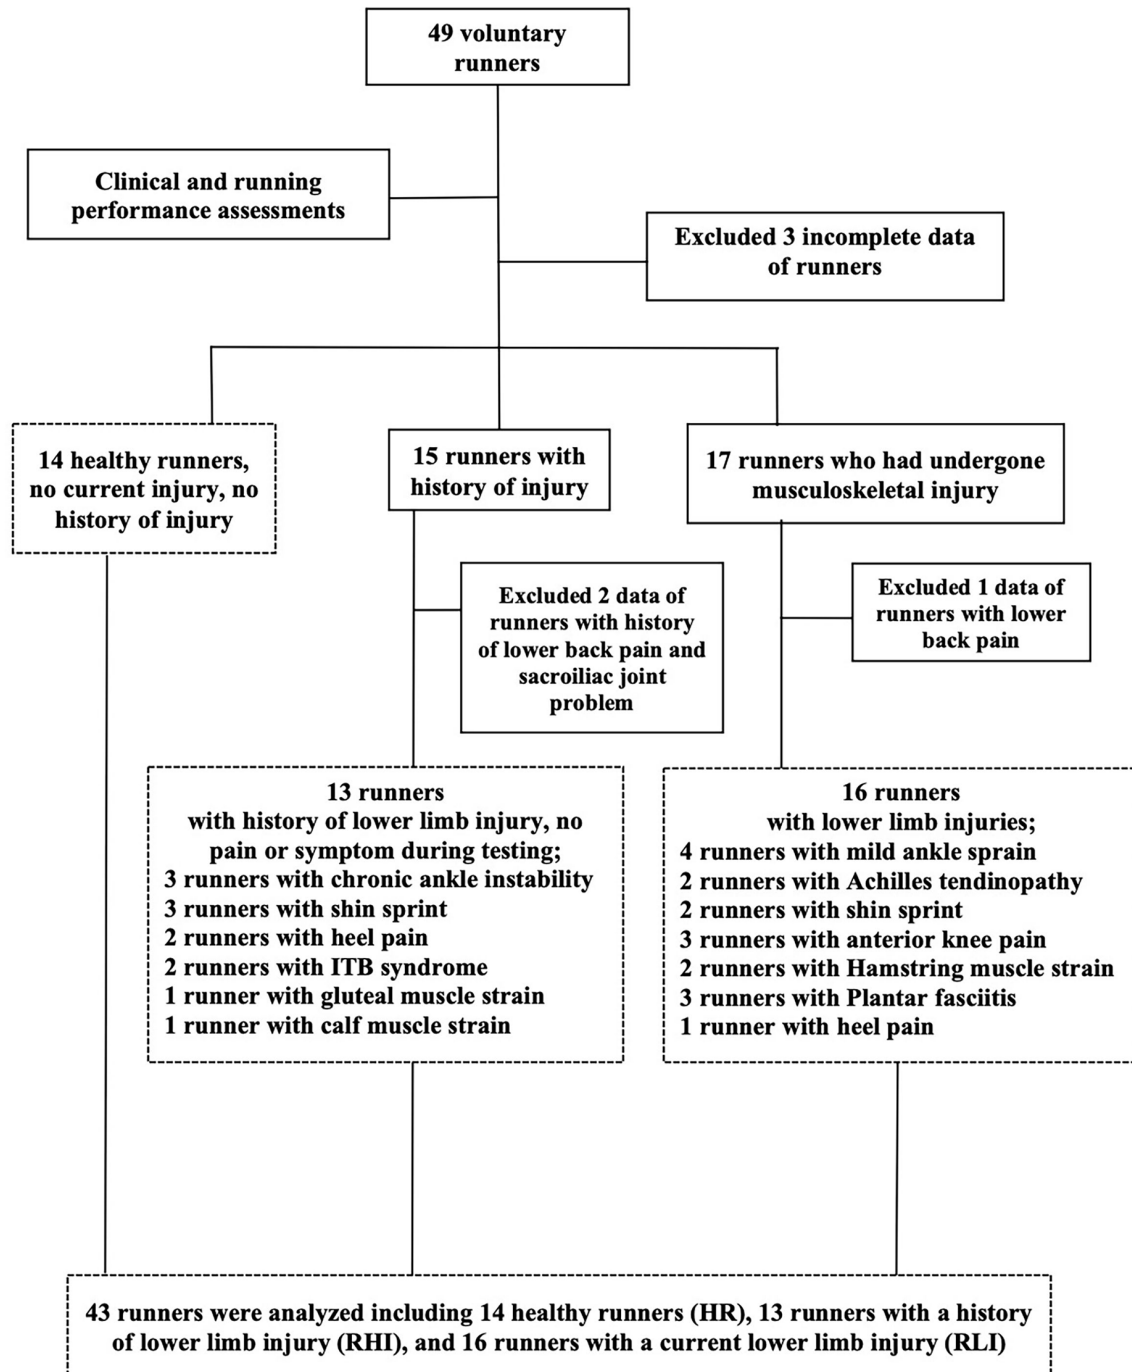 49 voluntary
runners
Clinical and running
performance assessments
Excluded 3 incomplete data
of runners
14 healthy runners,
no current injury, no
history of injury
15 runners with
history of injury
17 runners who had undergone
musculoskeletal injury
Excluded 2 data of
runners with history
of lower back pain and
sacroiliac joint
problem
Excluded 1 data of
runners with lower
back pain
13 runners
with history of lower limb injury, no
pain or symptom during testing;
3 runners with chronic ankle instability
3 runners with shin sprint
2 runners with heel pain
2 runners with ITB syndrome
1 runner with gluteal muscle strain
1 runner with calf muscle strain
16 runners
with lower limb injuries;
4 runners with mild ankle sprain
2 runners with Achilles tendinopathy
2 runners with shin sprint
3 runners with anterior knee pain
2 runners with Hamstring muscle strain
3 runners with Plantar fasciitis
1 runner with heel pain
43 runners were analyzed including 14 healthy runners (HR), 13 runners with a history
of lower limb injury (RHI), and 16 runners with a current lower limb injury (RLI)